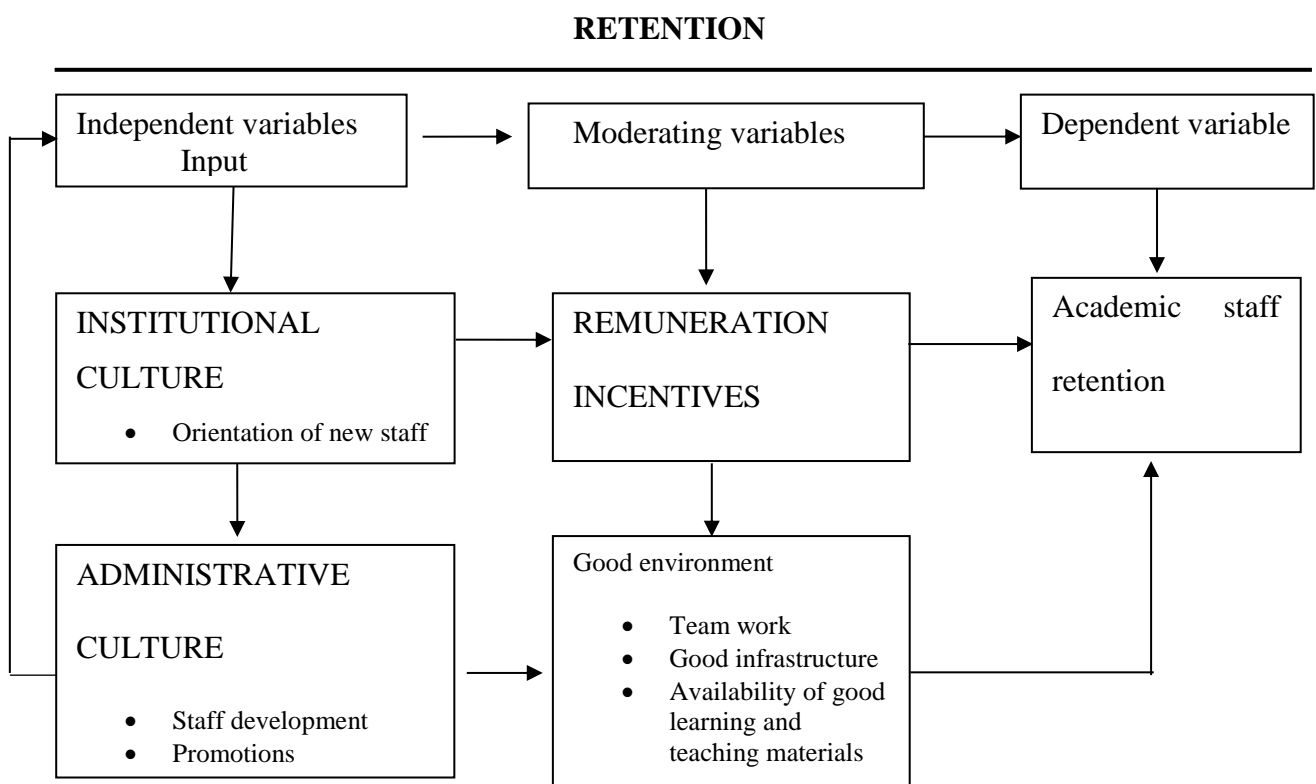 RETENTION
Independent variables
Input
Moderating variables
Dependent variable
INSTITUTIONAL
CULTURE
• Orientation of new staff
REMUNERATION
INCENTIVES
Academic staff
retention
ADMINISTRATIVE
CULTURE
• Staff development
• Promotions
Good environment
• Team work
• Good infrastructure
• Availability of good
learning and
teaching materials